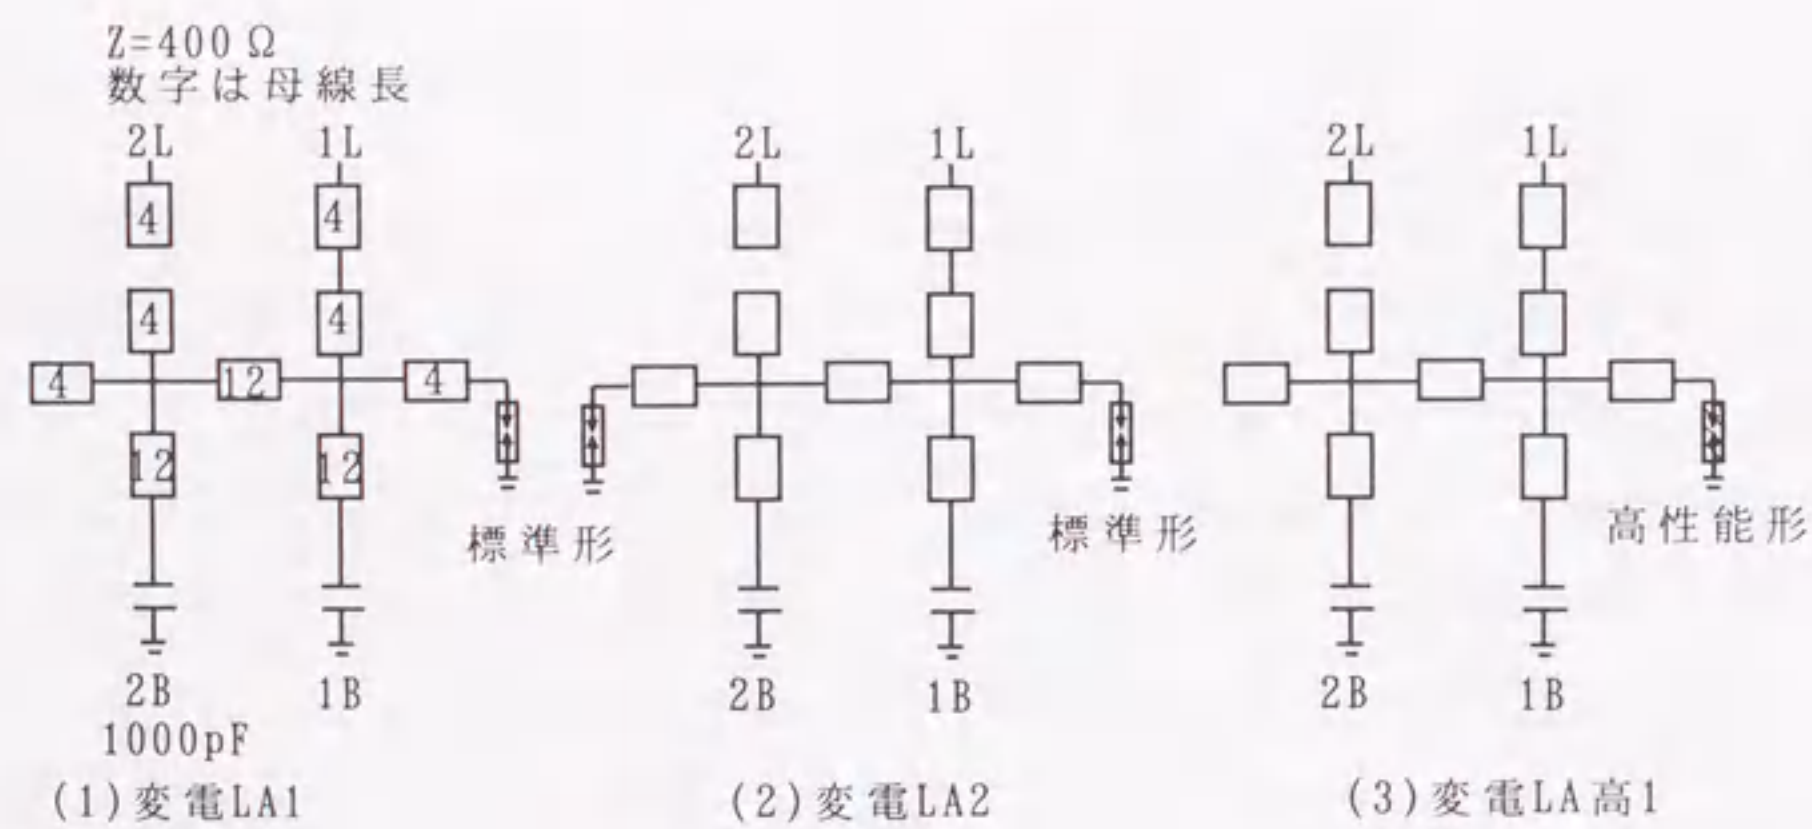 Z=400 Ω
数字は母線長
2L 1L 2L 1L 2L 1L
4 4
4 4
4 12 4
12 12
標準形 標準形 高性能形
2B 1B 2B 1B 2B 1B
1000pF
(1)変電LA1 (2)変電LA2 (3)変電LA高1